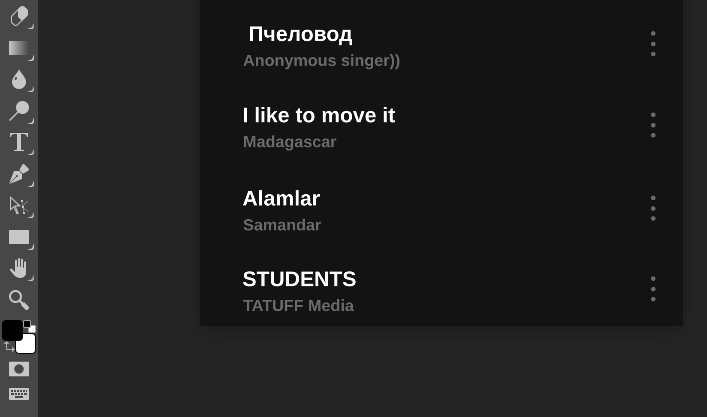 Пчеловод
Anonymous singer))
I like to move it
Madagascar
Alamlar
Samandar
STUDENTS
TATUFF Media